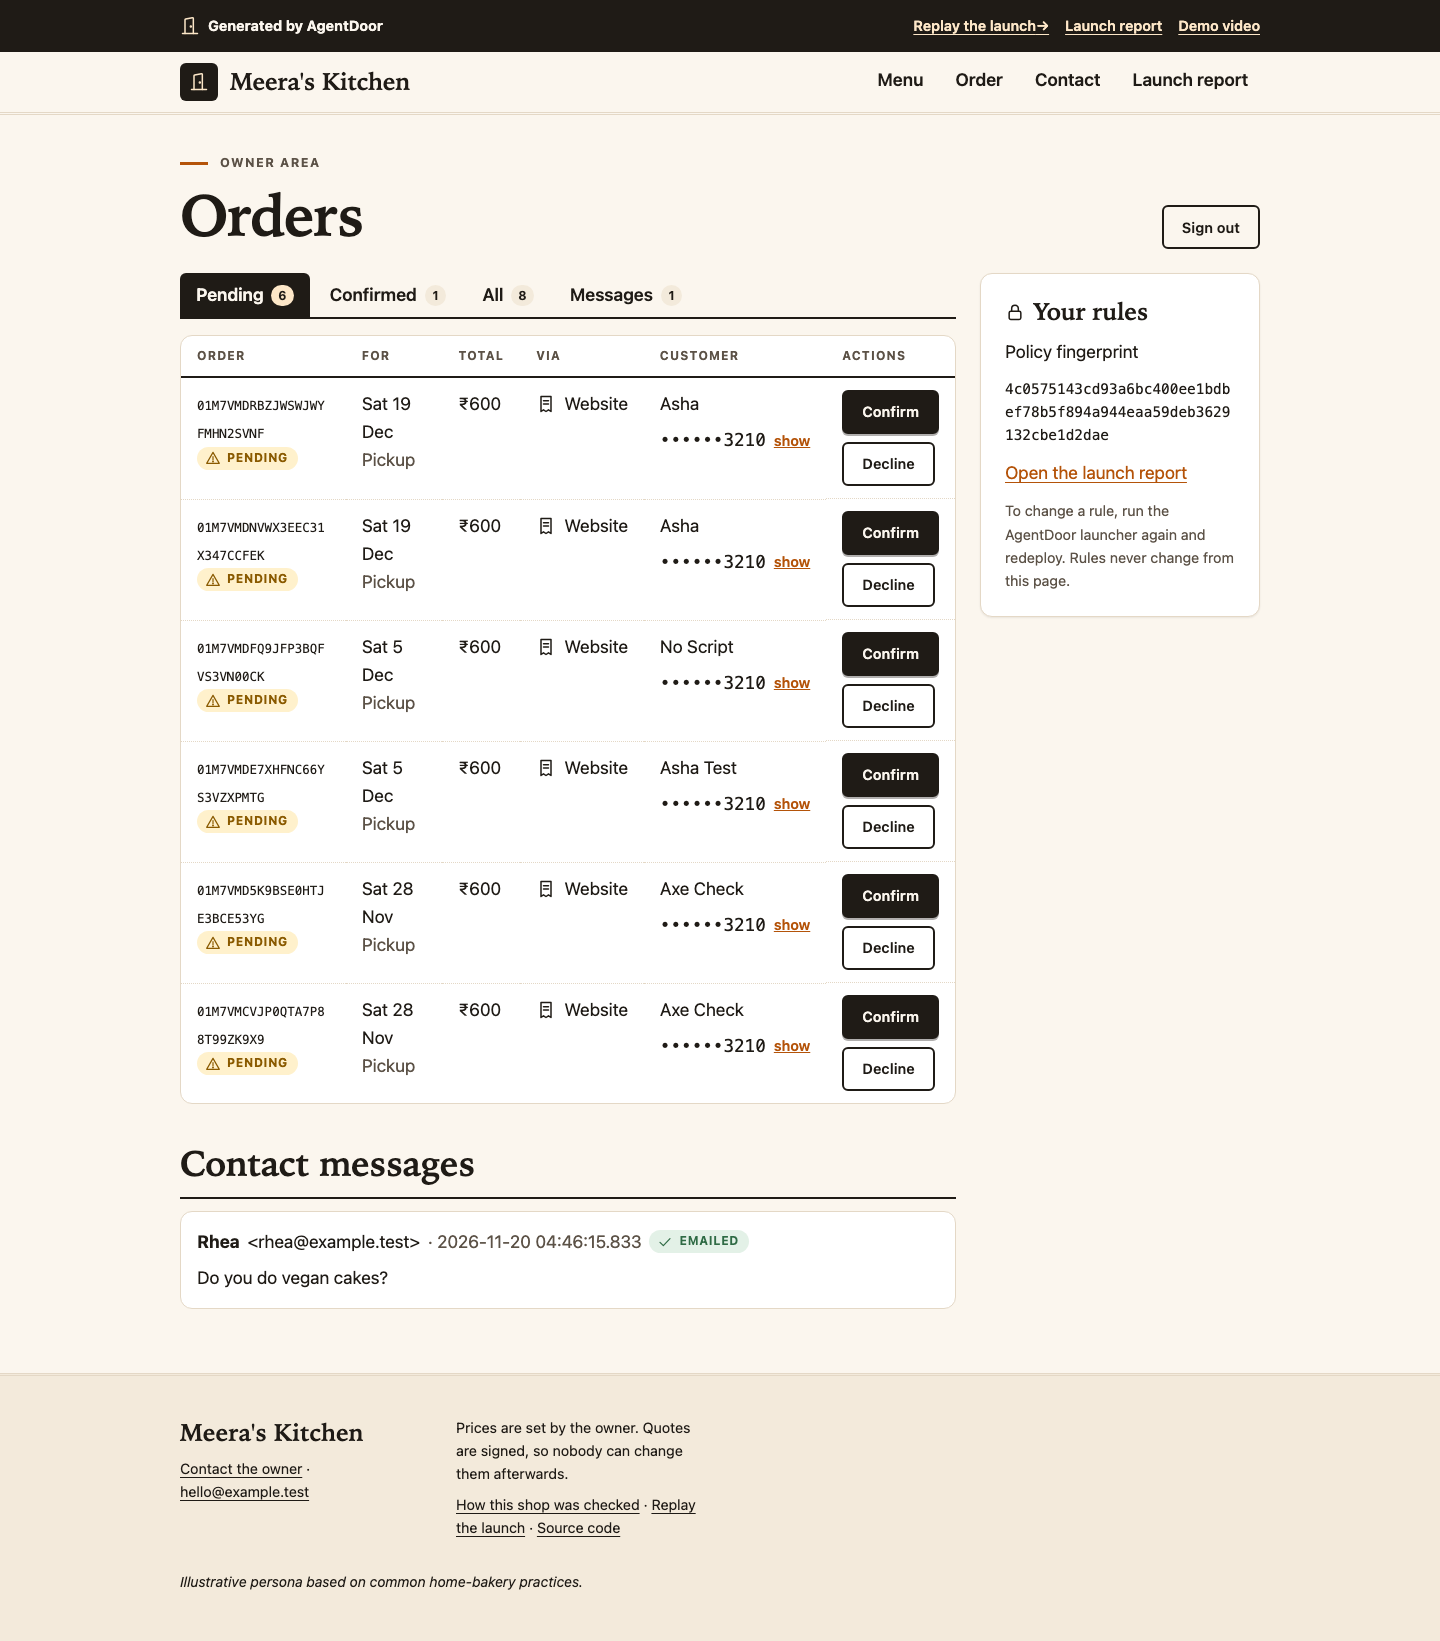 Generated by AgentDoor
Replay the launch→ Launch report Demo video
Meera's Kitchen
Menu Order Contact Launch report
OWNER AREA
Orders
Sign out
Pending 6 Confirmed 1 All 8 Messages 1
ORDER FOR TOTAL VIA CUSTOMER ACTIONS
01M7VMDRBZJWSWJWY Sat 19 ₹600 Website Asha Confirm
FMHN2SVNF Dec ••••••3210 show
PENDING Pickup Decline
01M7VMDNVWX3EEC31 Sat 19 ₹600 Website Asha Confirm
X347CCFEK Dec ••••••3210 show
PENDING Pickup Decline
01M7VMDFQ9JFP3BQF Sat 5 ₹600 Website No Script Confirm
VS3VN00CK Dec ••••••3210 show
PENDING Pickup Decline
01M7VMDE7XHFNC66Y Sat 5 ₹600 Website Asha Test Confirm
S3VZXPMTG Dec ••••••3210 show
PENDING Pickup Decline
01M7VMD5K9BSE0HTJ Sat 28 ₹600 Website Axe Check Confirm
E3BCE53YG Nov ••••••3210 show
PENDING Pickup Decline
01M7VMCVJP0QTA7P8 Sat 28 ₹600 Website Axe Check Confirm
8T99ZK9X9 Nov ••••••3210 show
PENDING Pickup Decline
Your rules
Policy fingerprint
4c0575143cd93a6bc400ee1bdb
ef78b5f894a944eaa59deb3629
132cbe1d2dae
Open the launch report
To change a rule, run the
AgentDoor launcher again and
redeploy. Rules never change from
this page.
Contact messages
Rhea <rhea@example.test> · 2026-11-20 04:46:15.833 EMAILED
Do you do vegan cakes?
Meera's Kitchen
Contact the owner ·
hello@example.test
Prices are set by the owner. Quotes
are signed, so nobody can change
them afterwards.
How this shop was checked · Replay
the launch · Source code
Illustrative persona based on common home-bakery practices.